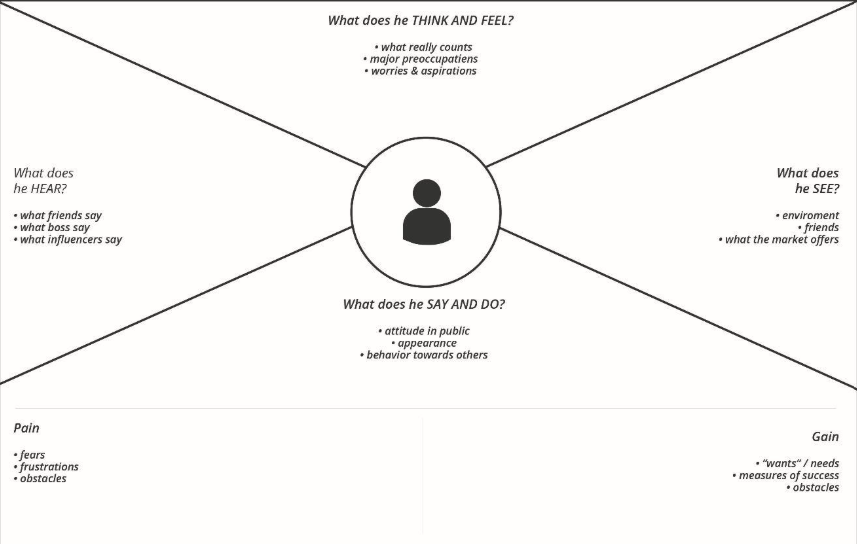 What does he THINK AND FEEL?
• what really counts
• major preoccupatiens
• worries & aspirations
What does
he HEAR?
• what friends say
• what boss say
• what influencers say
What does
he SEE?
• enviroment
• friends
• what the market offers
What does he SAY AND DO?
• attitude in public
• appearance
• behavior towards others
Pain
• fears
• frustrations
• obstacles
Gain
• “wants” / needs
• measures of success
• obstacles